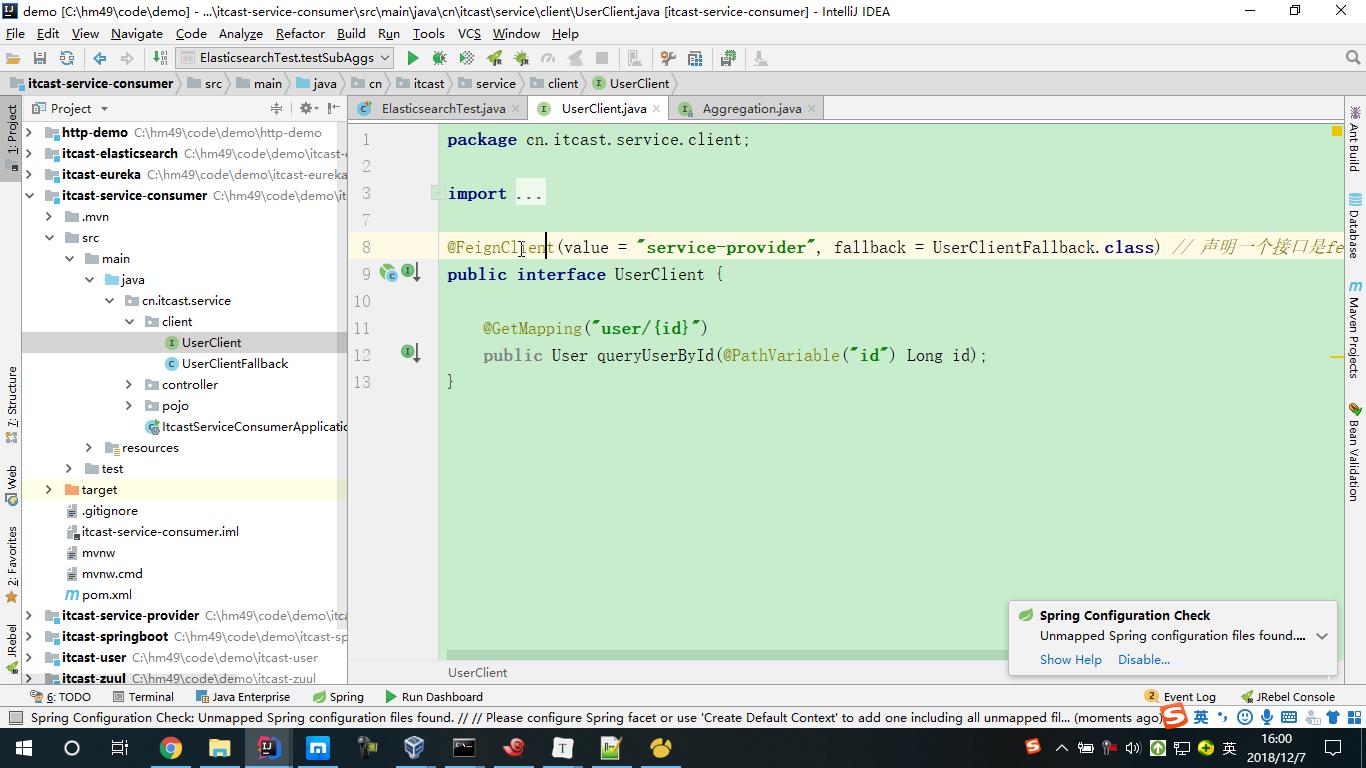 demo [C:\hm49\code\demo] - ...\itcast-service-consumer\src\main\java\cn\itcast\service\client\UserClient.java [itcast-service-consumer] - IntelliJ IDEA
File Edit View Navigate Code Analyze Refactor Build Run Tools VCS Window Help
ElasticsearchTest.testSubAggs
itcast-service-consumer src main java cn itcast service client UserClient
Project
ElasticsearchTest.java UserClient.java Aggregation.java
1: Project
7: Structure
Web
2: Favorites
JRebel
http-demo C:\hm49\code\demo\http-demo
itcast-elasticsearch C:\hm49\code\demo\itcast-e
itcast-eureka C:\hm49\code\demo\itcast-eureka
itcast-service-consumer C:\hm49\code\demo\it
.mvn
src
main
java
cn.itcast.service
client
UserClient
UserClientFallback
controller
pojo
ItcastServiceConsumerApplicatic
resources
test
target
.gitignore
itcast-service-consumer.iml
mvnw
mvnw.cmd
pom.xml
itcast-service-provider C:\hm49\code\demo\itca
itcast-springboot C:\hm49\code\demo\itcast-sp
itcast-user C:\hm49\code\demo\itcast-user
itcast-zuul C:\hm49\code\demo\itcast-zuul
1 package cn.itcast.service.client;
2
3 import ...
7
8 @FeignClient(value = "service-provider", fallback = UserClientFallback.class) // 声明一个接口是fe
9 public interface UserClient {
10
11 @GetMapping("user/{id}")
12 public User queryUserById(@PathVariable("id") Long id);
13 }
UserClient
Ant Build
Database
Maven Projects
Bean Validation
Spring Configuration Check
Unmapped Spring configuration files found....
Show Help Disable...
6: TODO Terminal Java Enterprise Spring Run Dashboard 2 Event Log JRebel Console
Spring Configuration Check: Unmapped Spring configuration files found. // // Please configure Spring facet or use 'Create Default Context' to add one including all unmapped fil... (moments ago) 英
英
16:00
2018/12/7